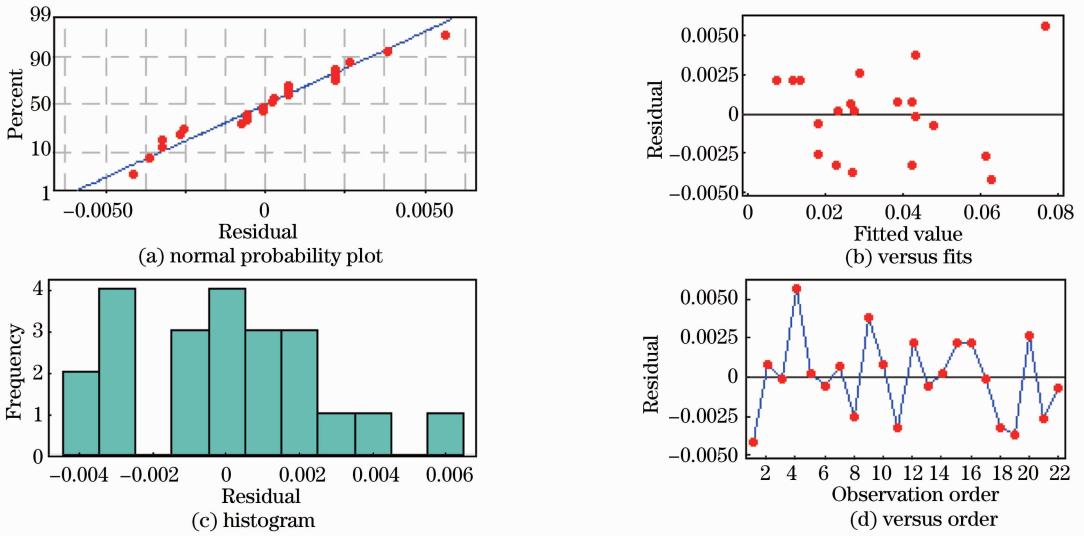 99
90
50
10
1
Percent
−0.0050 0 0.0050
Residual
(a) normal probability plot
0.0050
0.0025
0
−0.0025
−0.0050
Residual
0 0.02 0.04 0.06 0.08
Fitted value
(b) versus fits
4
3
2
1
0
Frequency
−0.004 −0.002 0 0.002 0.004 0.006
Residual
(c) histogram
0.0050
0.0025
0
−0.0025
−0.0050
Residual
2 4 6 8 10 12 14 16 18 20 22
Observation order
(d) versus order